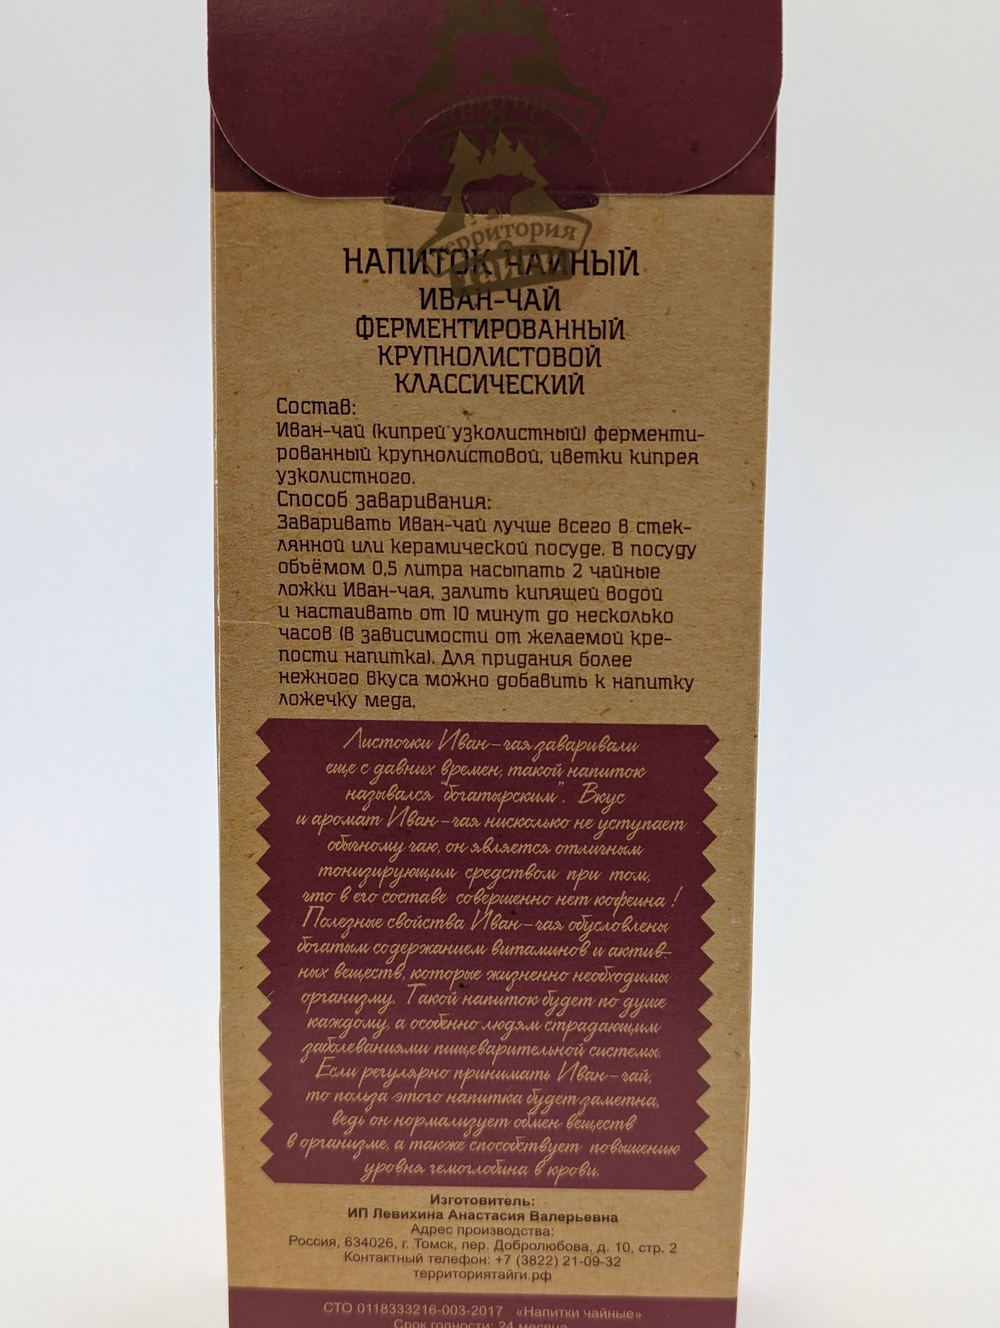 территория
тайги
территория
тайги
НАПИТОК ЧАЙНЫЙ
ИВАН-ЧАЙ
ФЕРМЕНТИРОВАННЫЙ
КРУПНОЛИСТОВОЙ
КЛАССИЧЕСКИЙ
Состав:
Иван-чай (кипрей узколистный) ферменти-
рованный крупнолистовой, цветки кипрея
узколистного.
Способ заваривания:
Заваривать Иван-чай лучше всего в стек-
лянной или керамической посуде. В посуду
объёмом 0,5 литра насыпать 2 чайные
ложки Иван-чая, залить кипящей водой
и настаивать от 10 минут до несколько
часов (в зависимости от желаемой кре-
пости напитка). Для придания более
нежного вкуса можно добавить к напитку
ложечку меда.
Листочки Иван-чая заваривали
еще с давних времен, такой напиток
назывался "богатырским". Вкус
и аромат Иван-чая нисколько не уступает
обычному чаю, он является отличным
тонизирующим средством при том,
что в его составе совершенно нет кофеина!
Полезные свойства Иван-чая обусловлены
богатым содержанием витаминов и актив-
ных веществ, которые жизненно необходимы
организму. Такой напиток будет по душе
каждому, а особенно людям страдающим
заболеваниями пищеварительной системы.
Если регулярно принимать Иван-чай,
то польза этого напитка будет заметна,
ведь он нормализует обмен веществ
в организме, а также способствует повышению
уровня гемоглобина в крови.
Изготовитель:
ИП Левихина Анастасия Валерьевна
Адрес производства:
Россия, 634026, г. Томск, пер. Добролюбова, д. 10, стр. 2
Контактный телефон: +7 (3822) 21-09-32
территориятайги.рф
СТО 0118333216-003-2017 «Напитки чайные»
Срок годности: 24 месяца